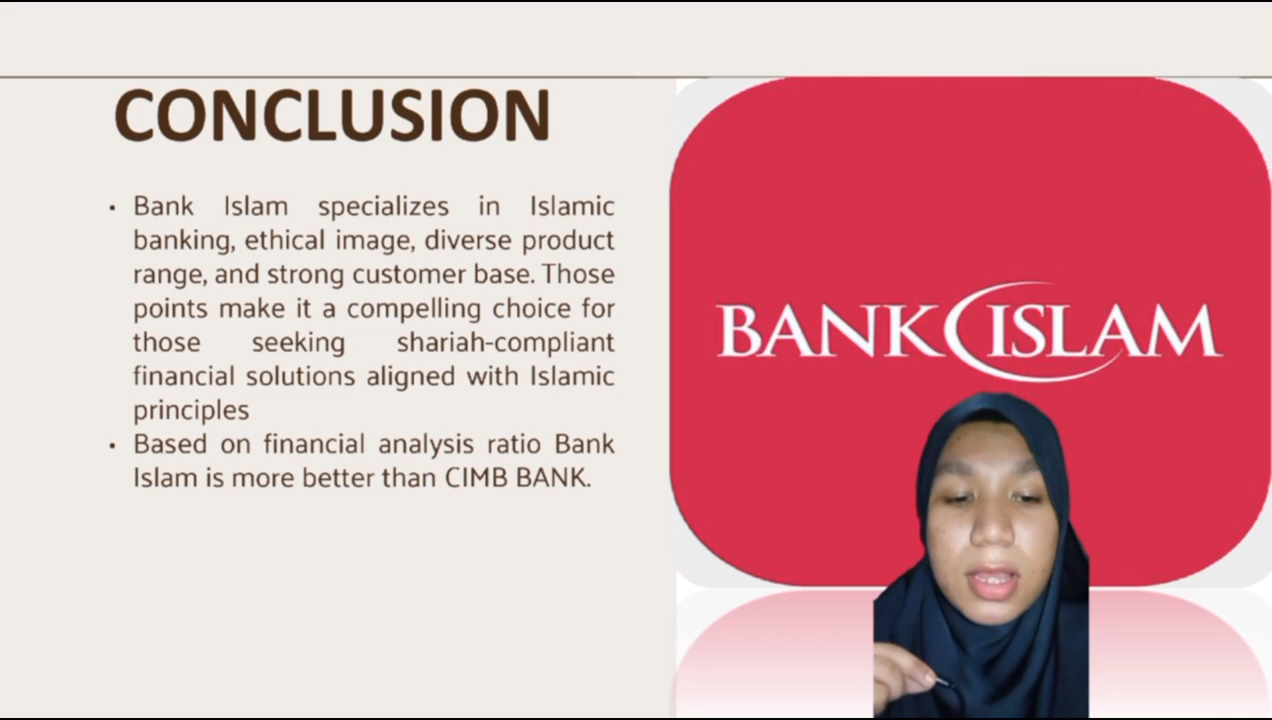 CONCLUSION
• Bank Islam specializes in Islamic
banking, ethical image, diverse product
range, and strong customer base. Those
points make it a compelling choice for
those seeking shariah-compliant
financial solutions aligned with Islamic
principles
• Based on financial analysis ratio Bank
Islam is more better than CIMB BANK.
BANK ISLAM